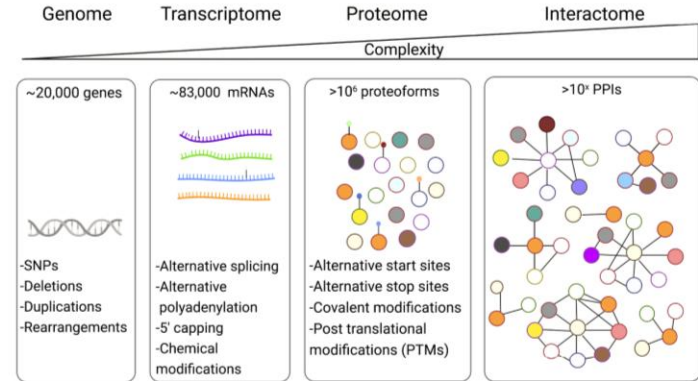 Genome
Transcriptome
Proteome
Interactome
Complexity
~20,000 genes
-SNPs
-Deletions
-Duplications
-Rearrangements
~83,000 mRNAs
-Alternative splicing
-Alternative
polyadenylation
-5' capping
-Chemical
modifications
>10⁶ proteoforms
-Alternative start sites
-Alternative stop sites
-Covalent modifications
-Post translational
modifications (PTMs)
>10ˣ PPIs